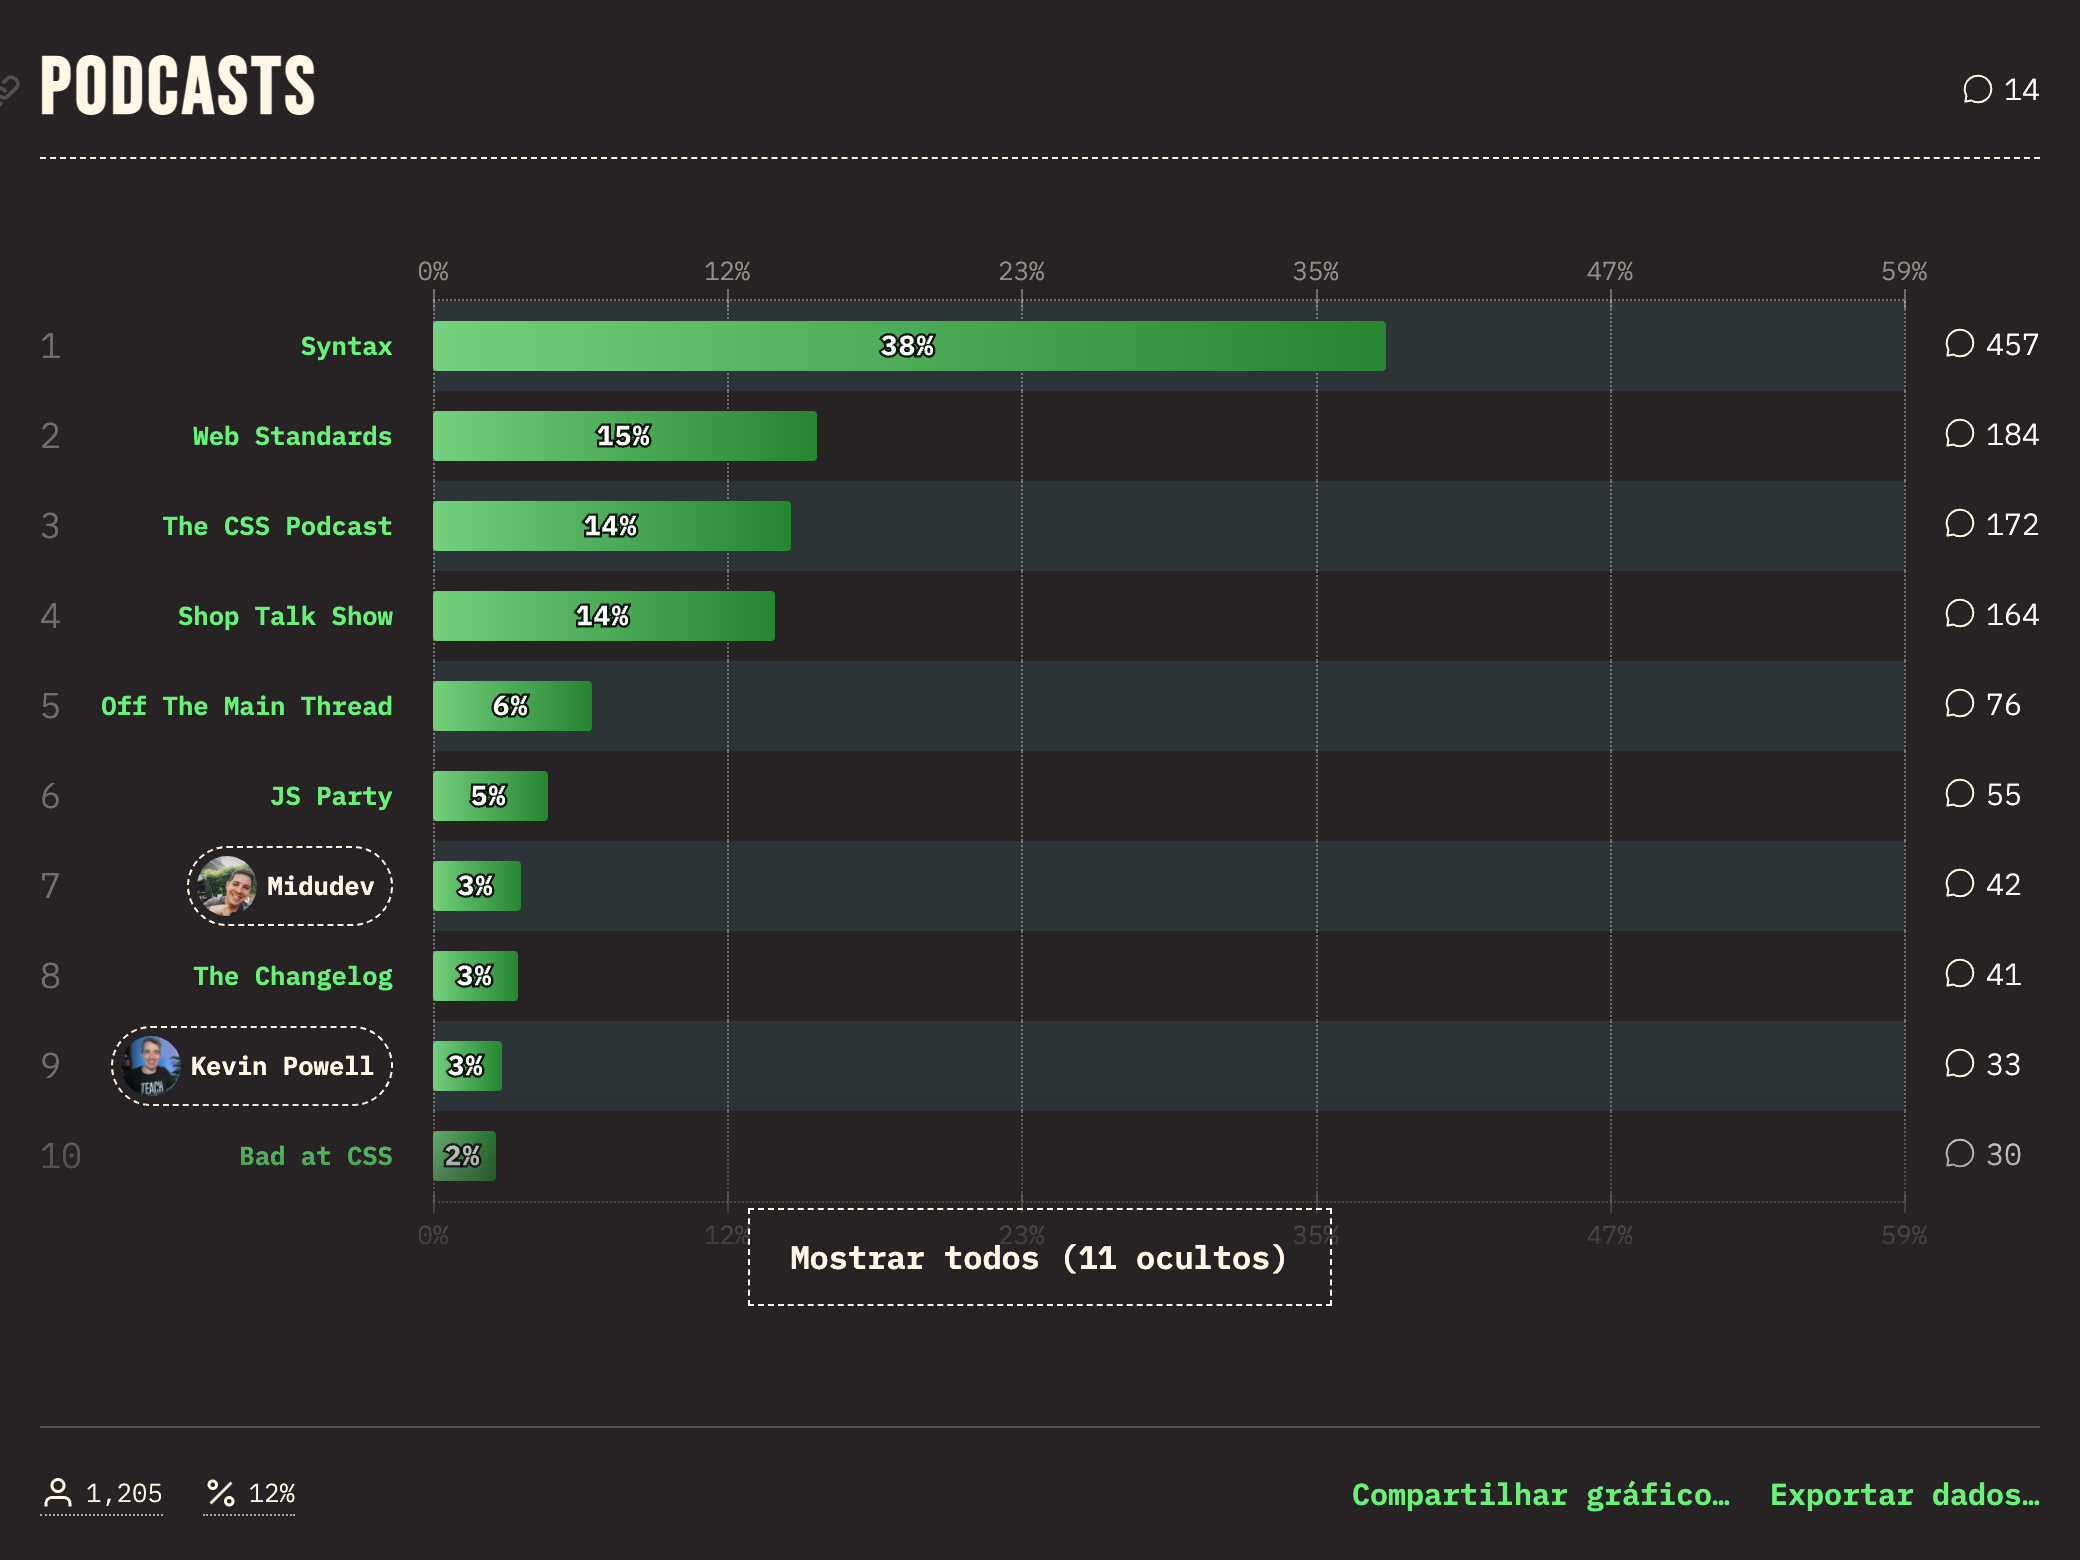 PODCASTS
14
0% 12% 23% 35% 47% 59%
1 Syntax 38% 457
2 Web Standards 15% 184
3 The CSS Podcast 14% 172
4 Shop Talk Show 14% 164
5 Off The Main Thread 6% 76
6 JS Party 5% 55
7 Midudev 3% 42
8 The Changelog 3% 41
TEACH
9 Kevin Powell 3% 33
10 Bad at CSS 2% 30
0% 12% 23% 35% 47% 59%
Mostrar todos (11 ocultos)
1,205 % 12% Compartilhar gráfico… Exportar dados…